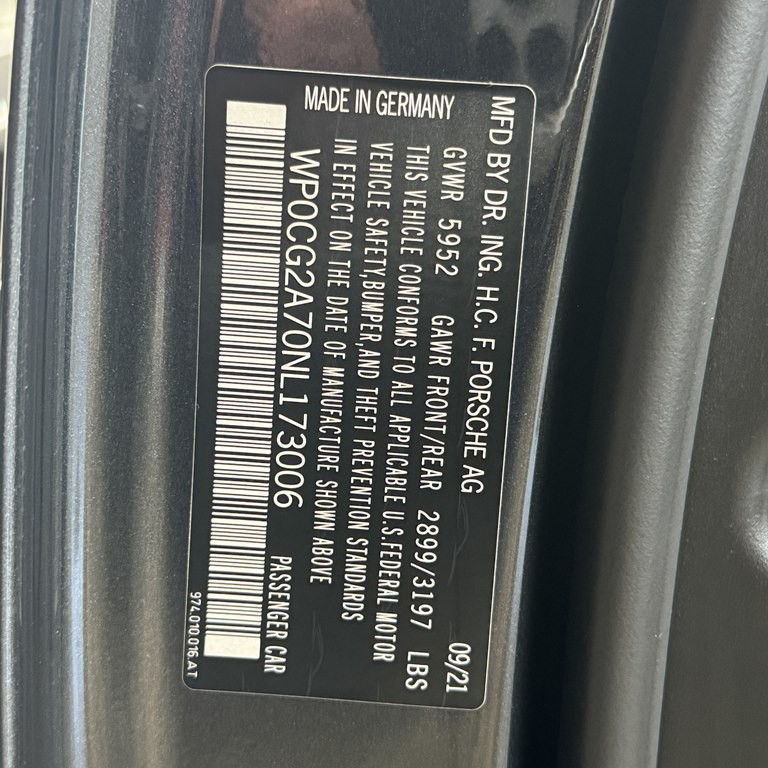 MFD BY DR. ING. H.C. F. PORSCHE AG
MADE IN GERMANY
09/21
GVWR 5952 GAWR FRONT/REAR 2899/3197 LBS
THIS VEHICLE CONFORMS TO ALL APPLICABLE U.S.FEDERAL MOTOR
VEHICLE SAFETY,BUMPER,AND THEFT PREVENTION STANDARDS
IN EFFECT ON THE DATE OF MANUFACTURE SHOWN ABOVE
WP0CG2A70NL173006
PASSENGER CAR
974.010.016.AT